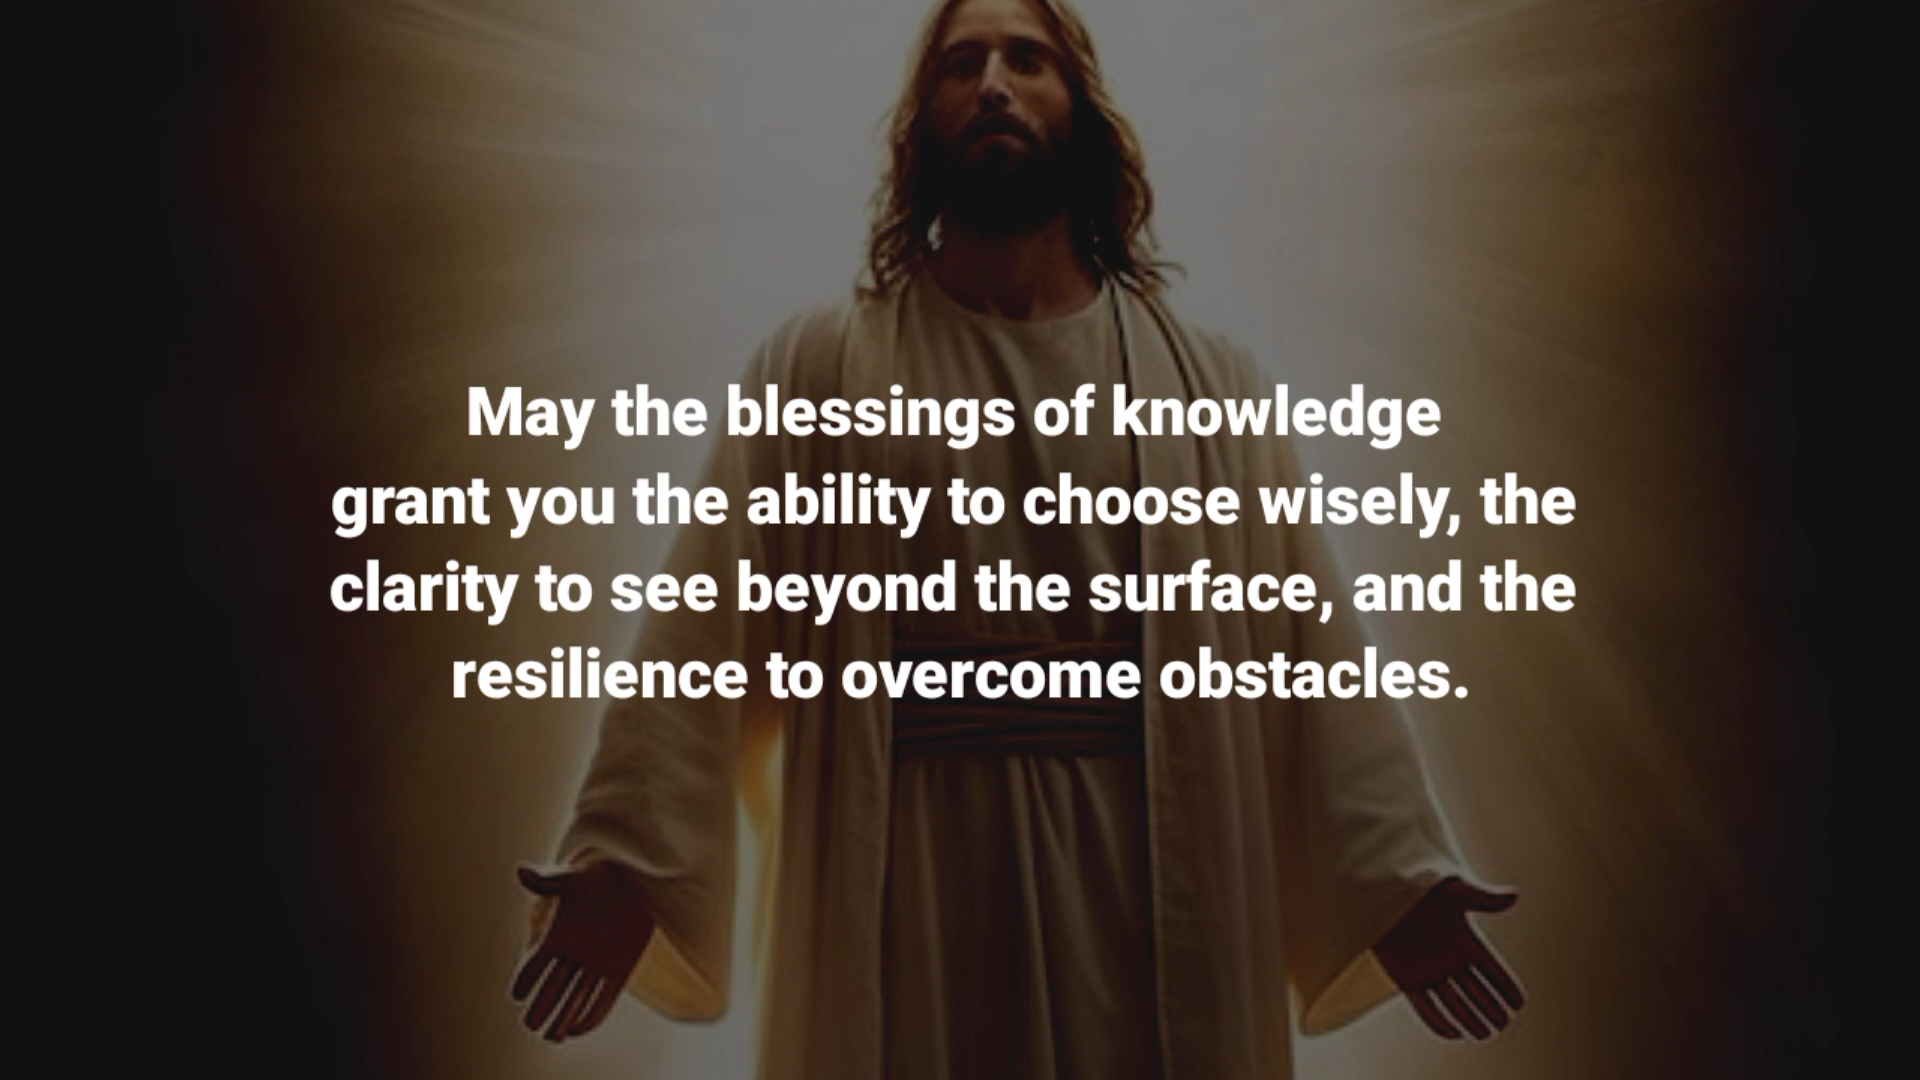 May the blessings of knowledge
grant you the ability to choose wisely, the
clarity to see beyond the surface, and the
resilience to overcome obstacles.